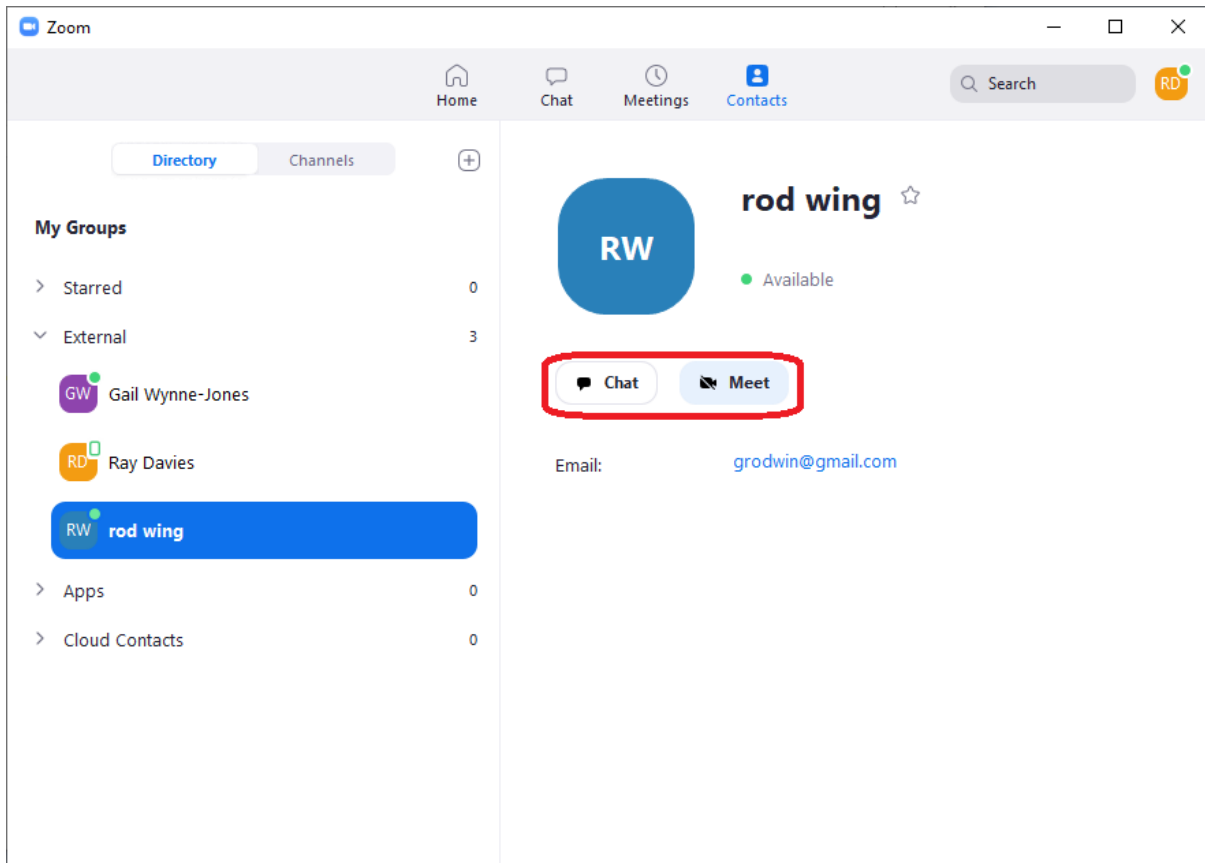 Zoom
Home Chat Meetings Contacts
Search RD
Directory Channels
My Groups
Starred 0
External 3
GW Gail Wynne-Jones
RD Ray Davies
RW rod wing
Apps 0
Cloud Contacts 0
RW
rod wing
Available
Chat Meet
Email: grodwin@gmail.com